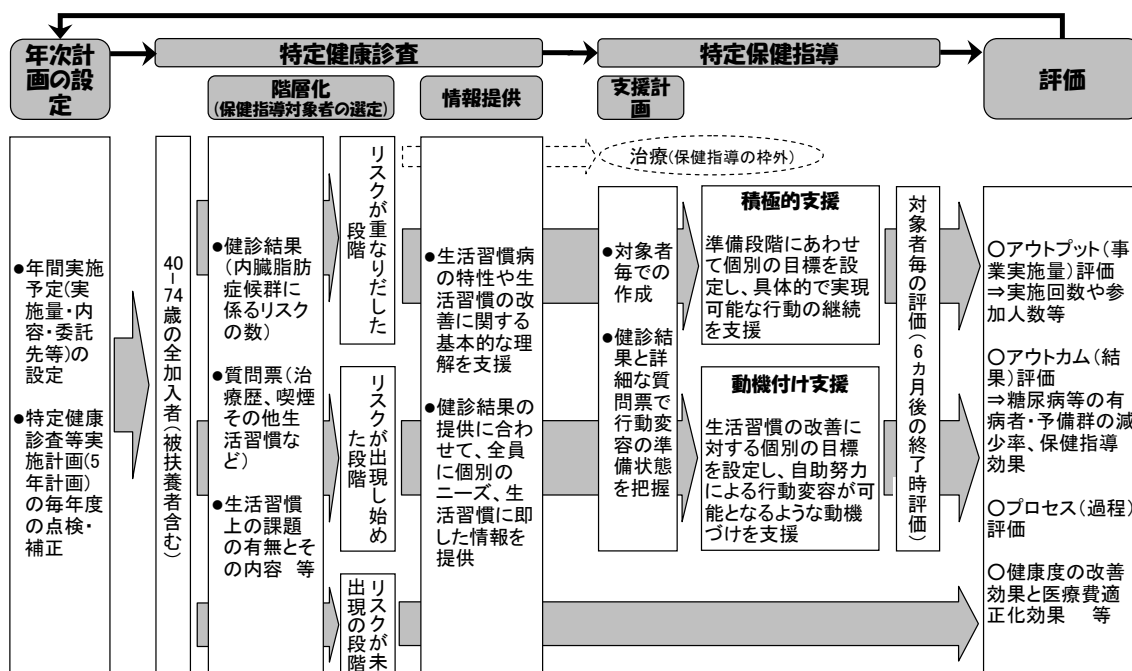 年次計
画の設
定
特定健康診査
特定保健指導
評価
階層化
(保健指導対象者の選定)
情報提供
支援計
画
●年間実施
予定(実
施量・内
容・委託
先等)の
設定
●特定健康
診査等実
施計画(5
年計画)
の毎年度
の点検・
補正
40-74歳の全加入者(被扶養者含む)
●健診結果
(内臓脂肪
症候群に
係るリスク
の数)
●質問票(治
療歴、喫煙
その他生
活習慣な
ど)
●生活習慣
上の課題
の有無とそ
の内容 等
リスクが重なりだした
段階
リスクが出現し始め
た段階
リスクが未
出現の段階
●生活習慣病
の特性や生
活習慣の改
善に関する
基本的な理
解を支援
●健診結果の
提供に合わ
せて、全員
に個別の
ニーズ、生
活習慣に即
した情報を
提供
治療(保健指導の枠外)
●対象者
毎での
作成
●健診結
果と詳
細な質
問票で
行動変
容の準
備状態
を把握
積極的支援
準備段階にあわせ
て個別の目標を設
定し、具体的で実現
可能な行動の継続
を支援
動機付け支援
生活習慣の改善に
対する個別の目標
を設定し、自助努力
による行動変容が可
能となるような動機
づけを支援
対象者毎の評価(6ヵ月後の終了時評価)
○アウトプット(事
業実施量)評価
⇒実施回数や参
加人数等
○アウトカム(結
果)評価
⇒糖尿病等の有
病者・予備群の減
少率、保健指導
効果
○プロセス(過程)
評価
○健康度の改善
効果と医療費適
正化効果 等